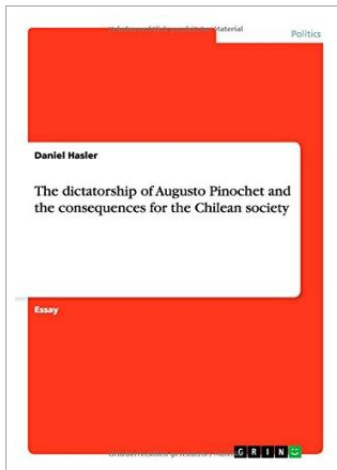 Politics
Daniel Hasler
The dictatorship of Augusto Pinochet and
the consequences for the Chilean society
Essay
GRIN